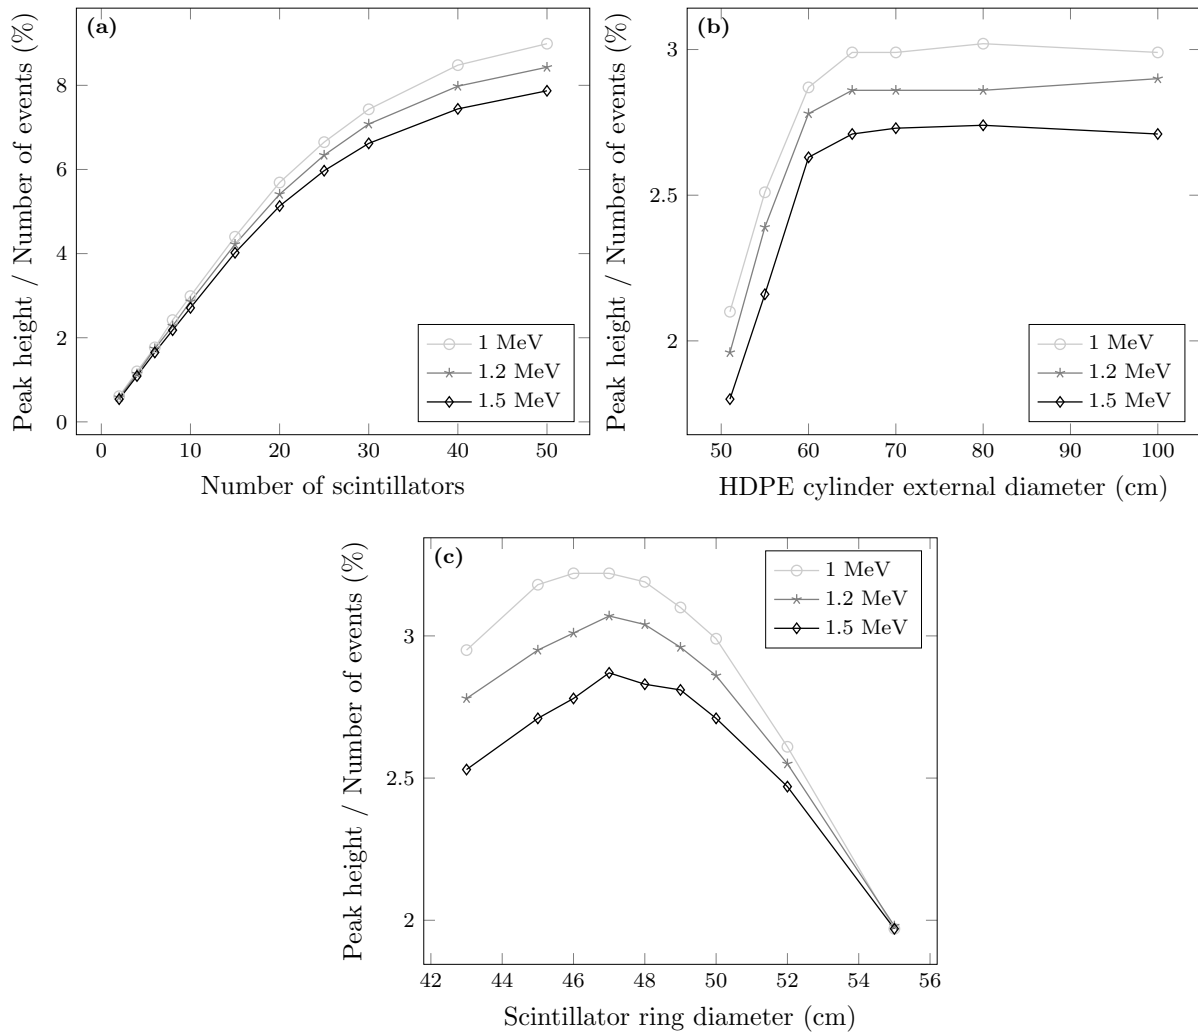 (a)
Peak height / Number of events (%)
8
6
4
2
0
0 10 20 30 40 50
Number of scintillators
1 MeV
1.2 MeV
1.5 MeV
(b)
Peak height / Number of events (%)
3
2.5
2
50 60 70 80 90 100
HDPE cylinder external diameter (cm)
1 MeV
1.2 MeV
1.5 MeV
(c)
Peak height / Number of events (%)
3
2.5
2
42 44 46 48 50 52 54 56
Scintillator ring diameter (cm)
1 MeV
1.2 MeV
1.5 MeV